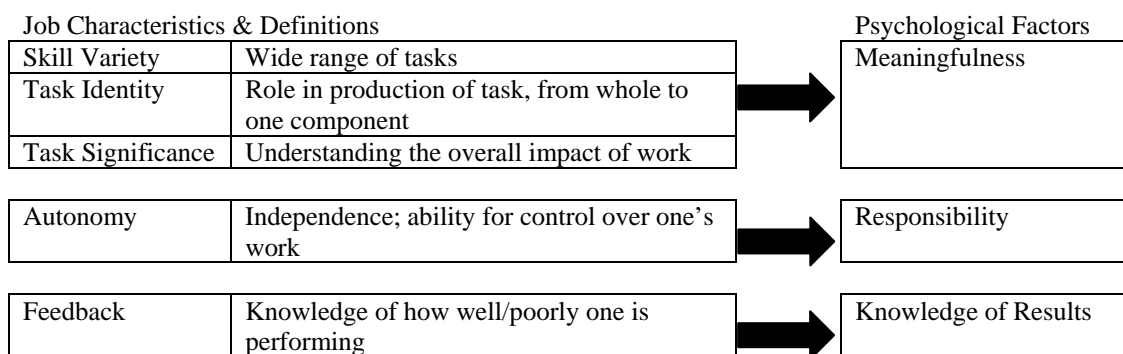 Job Characteristics & Definitions Psychological Factors
Skill Variety Wide range of tasks Meaningfulness
Task Identity Role in production of task, from whole to
one component
Task Significance Understanding the overall impact of work
Autonomy Independence; ability for control over one’s Responsibility
work
Feedback Knowledge of how well/poorly one is Knowledge of Results
performing